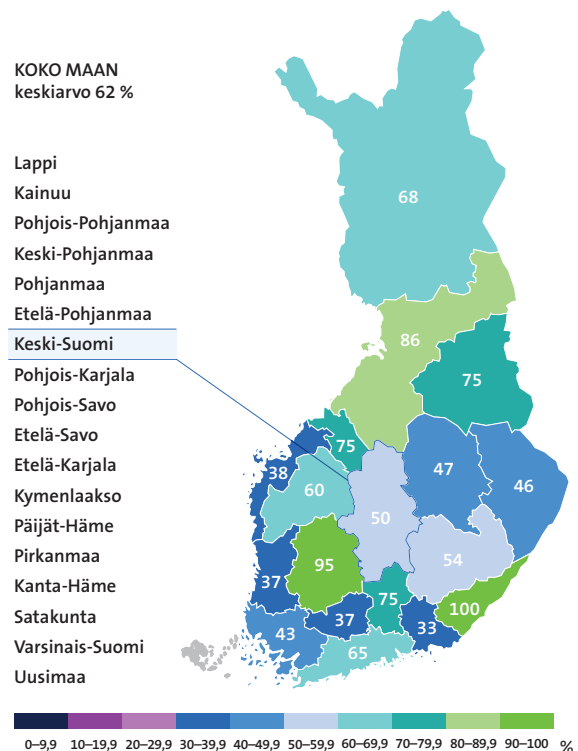 KOKO MAAN
keskiarvo 62 %
Lappi
Kainuu
Pohjois-Pohjanmaa
Keski-Pohjanmaa
Pohjanmaa
Etelä-Pohjanmaa
Keski-Suomi
Pohjois-Karjala
Pohjois-Savo
Etelä-Savo
Etelä-Karjala
Kymenlaakso
Päijät-Häme
Pirkanmaa
Kanta-Häme
Satakunta
Varsinais-Suomi
Uusimaa
68
86
75
75
47
38
46
60
50
54
95
37
75
100
37
33
43
65
0–9,9 10–19,9 20–29,9 30–39,9 40–49,9 50–59,9 60–69,9 70–79,9 80–89,9 90–100 %